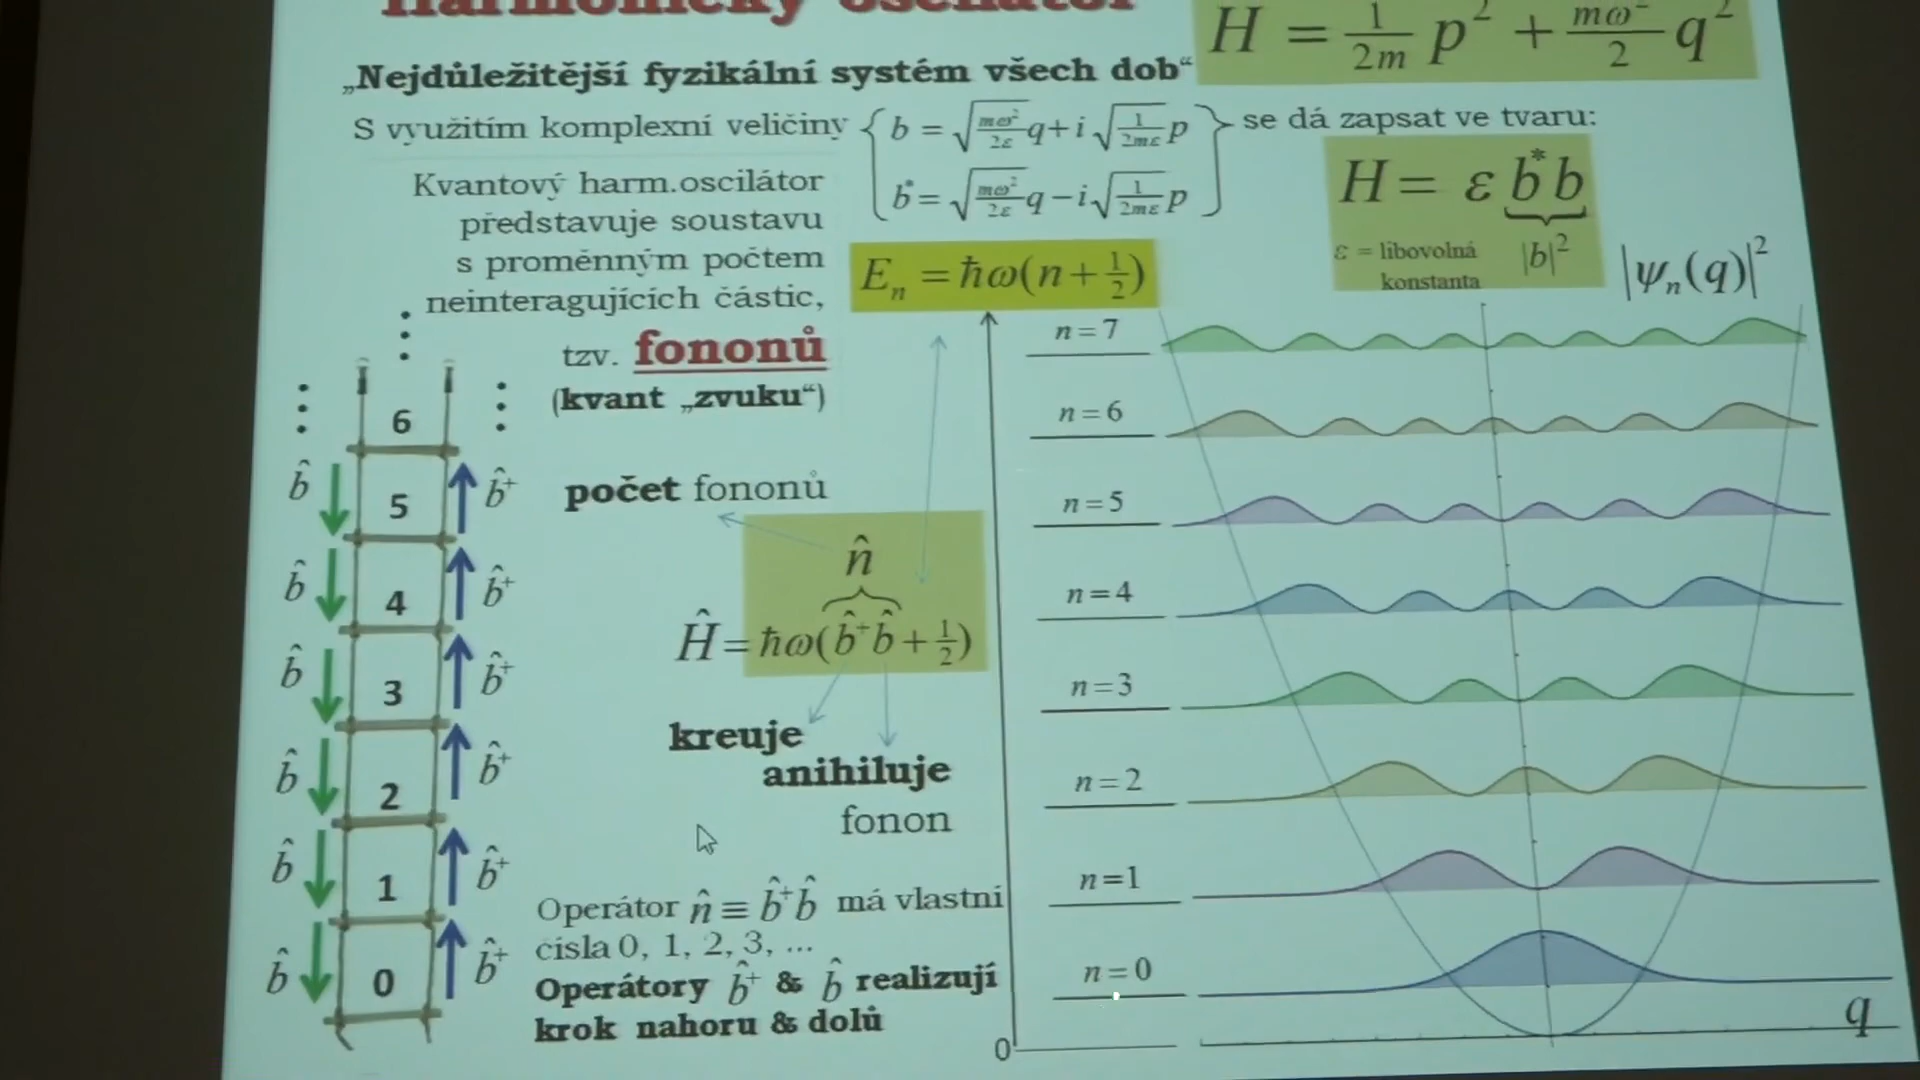 Harmonický oscilátor
H = 1/2m p² + mω²/2 q²
„Nejdůležitější fyzikální systém všech dob“
S využitím komplexní veličiny { b = √(mω²/2ε) q + i √(1/2mε) p
b* = √(mω²/2ε) q − i √(1/2mε) p } se dá zapsat ve tvaru:
H = ε b* b
|b|²
ε = libovolná
konstanta
|ψₙ(q)|²
Kvantový harm.oscilátor
představuje soustavu
s proměnným počtem
neinteragujících částic,
tzv. fononů
(kvant „zvuku“)
Eₙ = ħω(n + 1/2)
počet fononů
n̂
Ĥ = ħω(b̂⁺b̂ + 1/2)
kreuje
anihiluje
fonon
Operátor n̂ ≡ b̂⁺b̂ má vlastní
čísla 0, 1, 2, 3, ...
Operátory b̂⁺ & b̂ realizují
krok nahoru & dolů
6
b̂ 5 b̂⁺
b̂ 4 b̂⁺
b̂ 3 b̂⁺
b̂ 2 b̂⁺
b̂ 1 b̂⁺
b̂ 0 b̂⁺
n = 7
n = 6
n = 5
n = 4
n = 3
n = 2
n=1
n = 0
0
q